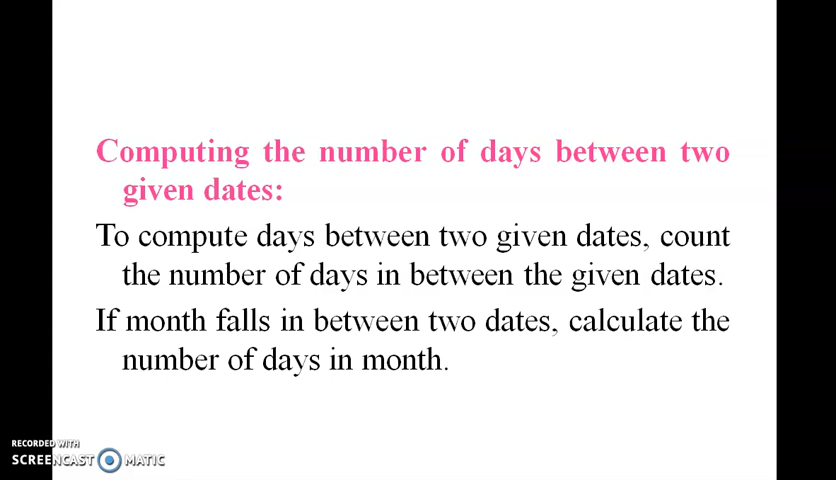 Computing the number of days between two
given dates:
To compute days between two given dates, count
the number of days in between the given dates.
If month falls in between two dates, calculate the
number of days in month.
RECORDED WITH
SCREENCAST MATIC